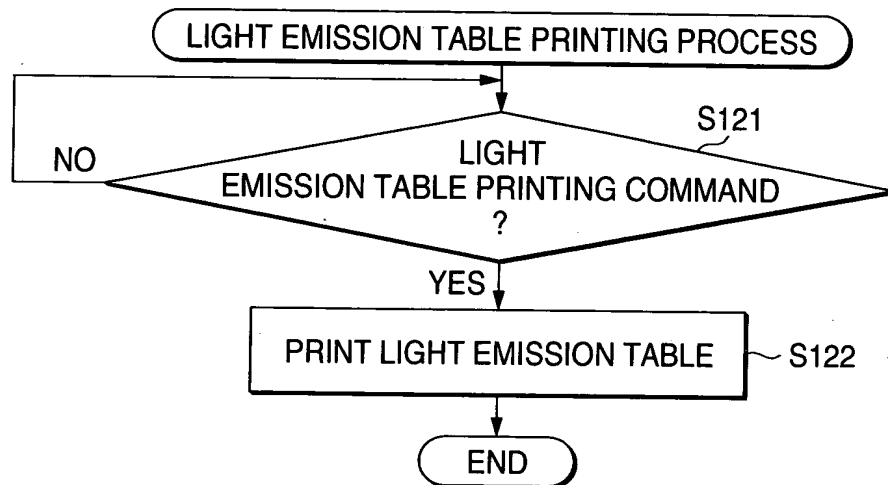 LIGHT EMISSION TABLE PRINTING PROCESS
S121
NO
LIGHT
EMISSION TABLE PRINTING COMMAND
?
YES
PRINT LIGHT EMISSION TABLE
S122
END